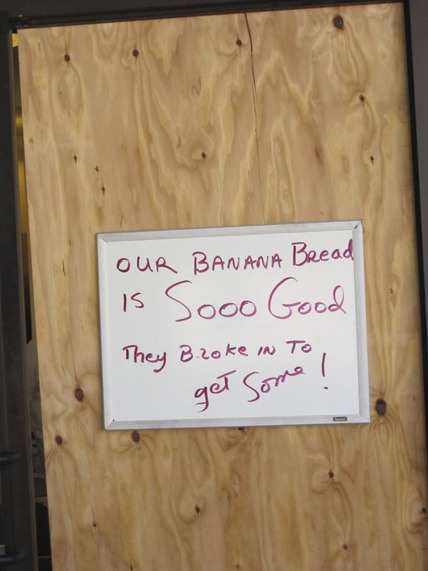 OUR BANANA Bread
IS Sooo Good
They Broke in To
get Some!